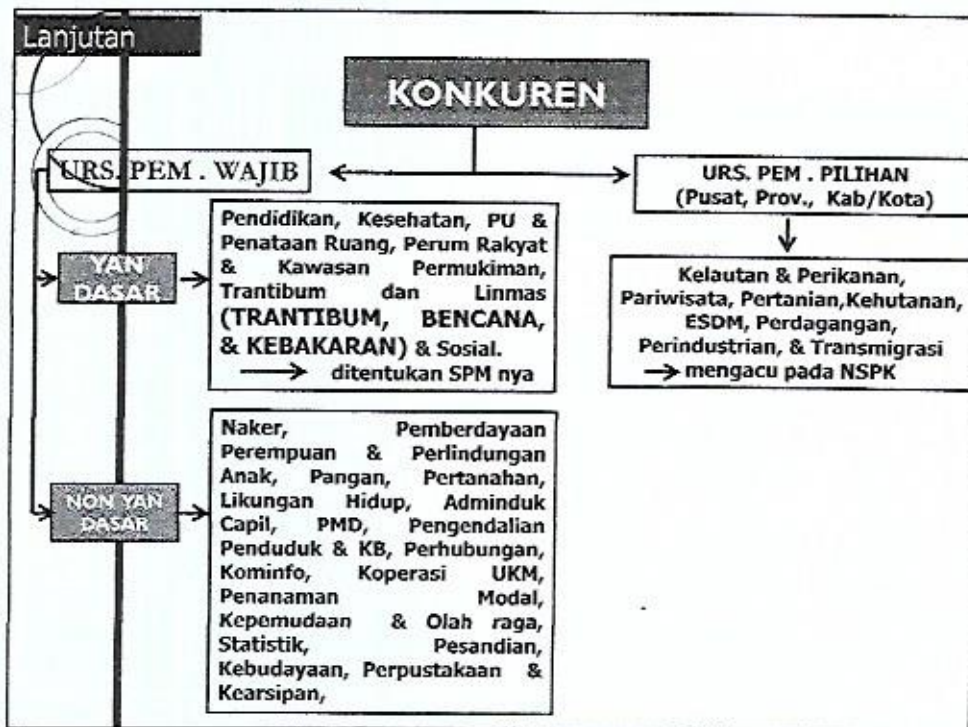 Lanjutan
KONKUREN
URS. PEM . WAJIB
YAN
DASAR
Pendidikan, Kesehatan, PU &
Penataan Ruang, Perum Rakyat
& Kawasan Permukiman,
Trantibum dan Linmas
(TRANTIBUM, BENCANA,
& KEBAKARAN) & Sosial.
ditentukan SPM nya
NON YAN
DASAR
Naker, Pemberdayaan
Perempuan & Perlindungan
Anak, Pangan, Pertanahan,
Likungan Hidup, Adminduk
Capil, PMD, Pengendalian
Penduduk & KB, Perhubungan,
Kominfo, Koperasi UKM,
Penanaman Modal,
Kepemudaan & Olah raga,
Statistik, Pesandian,
Kebudayaan, Perpustakaan &
Kearsipan,
URS. PEM . PILIHAN
(Pusat, Prov., Kab/Kota)
Kelautan & Perikanan,
Pariwisata, Pertanian,Kehutanan,
ESDM, Perdagangan,
Perindustrian, & Transmigrasi
mengacu pada NSPK